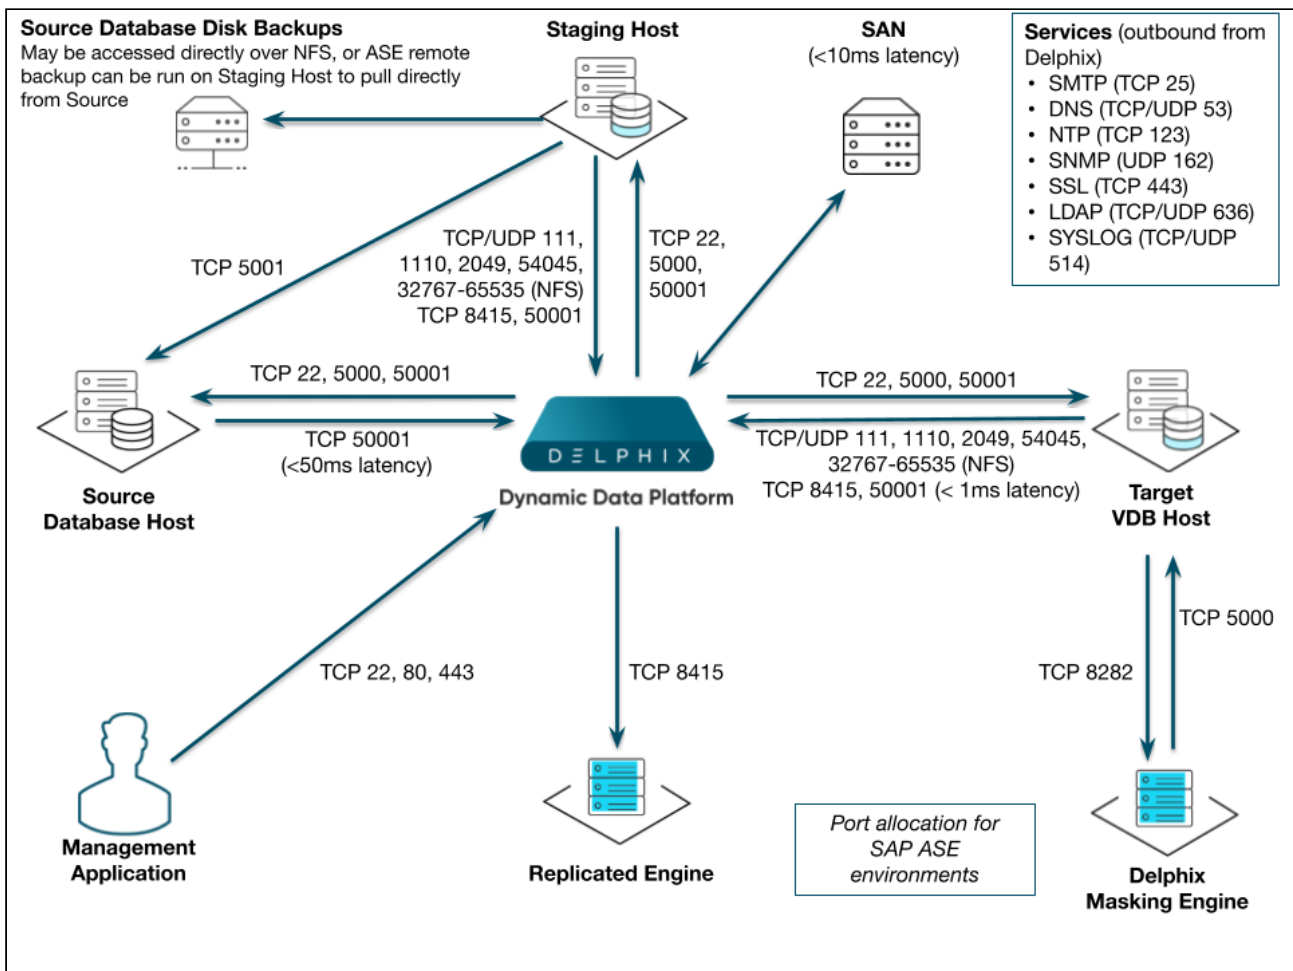 Source Database Disk Backups
May be accessed directly over NFS, or ASE remote
backup can be run on Staging Host to pull directly
from Source
Staging Host
SAN
(<10ms latency)
Services (outbound from
Delphix)
• SMTP (TCP 25)
• DNS (TCP/UDP 53)
• NTP (TCP 123)
• SNMP (UDP 162)
• SSL (TCP 443)
• LDAP (TCP/UDP 636)
• SYSLOG (TCP/UDP
514)
TCP 5001
TCP/UDP 111,
1110, 2049, 54045,
32767-65535 (NFS)
TCP 8415, 50001
TCP 22,
5000,
50001
TCP 22, 5000, 50001
TCP 50001
(<50ms latency)
Source
Database Host
DELPHIX
Dynamic Data Platform
TCP 22, 5000, 50001
TCP/UDP 111, 1110, 2049, 54045,
32767-65535 (NFS)
TCP 8415, 50001 (< 1ms latency)
Target
VDB Host
TCP 22, 80, 443
TCP 8415
TCP 8282
TCP 5000
Management
Application
Replicated Engine
Port allocation for
SAP ASE
environments
Delphix
Masking Engine